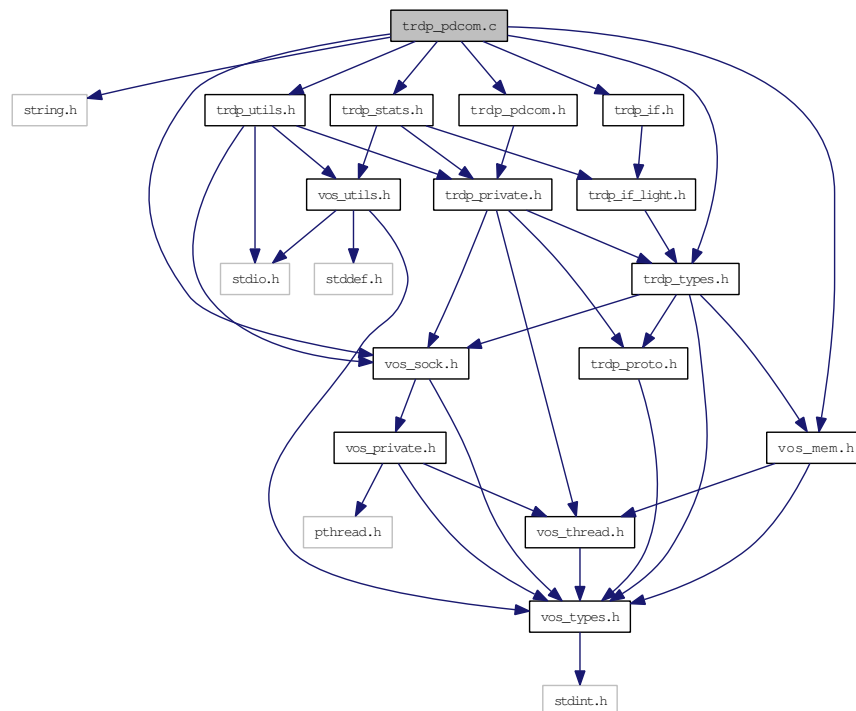 trdp_pdcom.c
string.h
trdp_utils.h
trdp_stats.h
trdp_pdcom.h
trdp_if.h
vos_utils.h
trdp_private.h
trdp_if_light.h
stdio.h
stddef.h
trdp_types.h
vos_sock.h
trdp_proto.h
vos_private.h
vos_mem.h
pthread.h
vos_thread.h
vos_types.h
stdint.h